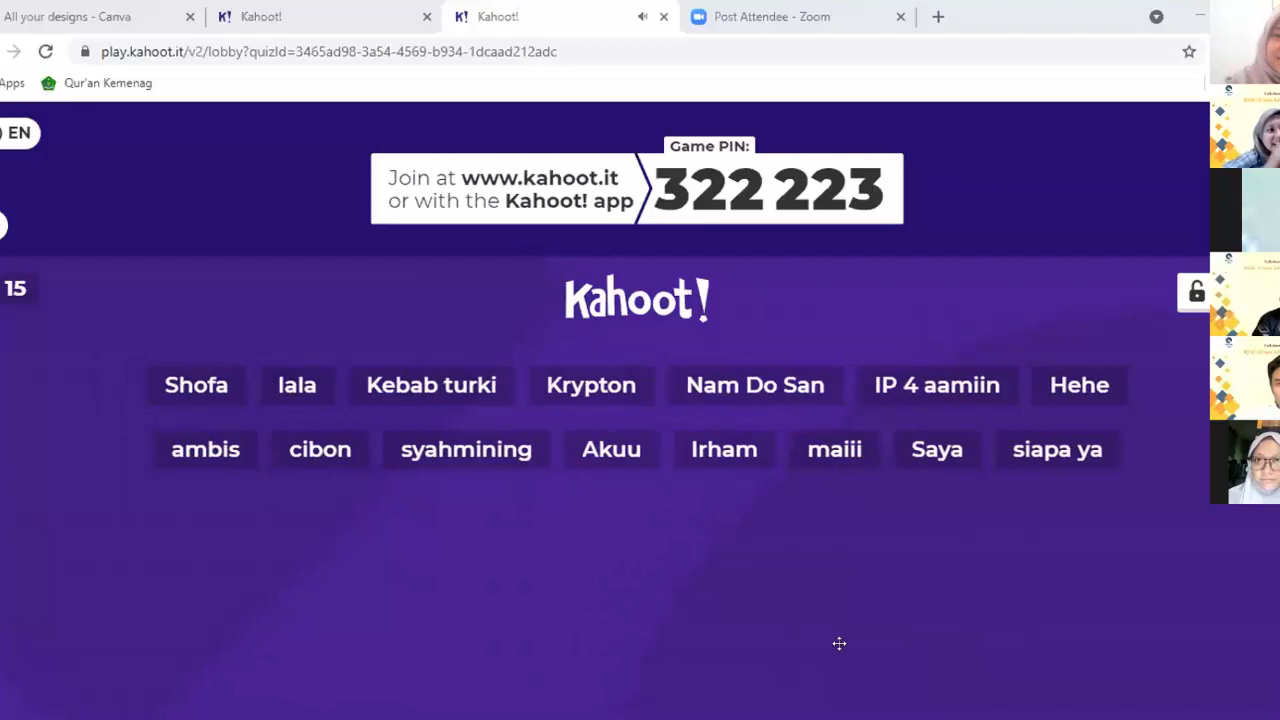 All your designs - Canva
Kahoot!
Kahoot!
Post Attendee - Zoom
play.kahoot.it/v2/lobby?quizId=3465ad98-3a54-4569-b934-1dcaad212adc
Apps
Qur'an Kemenag
EN
Game PIN:
Join at www.kahoot.it
or with the Kahoot! app
322 223
15
Kahoot!
Shofa lala Kebab turki Krypton Nam Do San IP 4 aamiin Hehe
ambis cibon syahmining Akuu Irham maiii Saya siapa ya